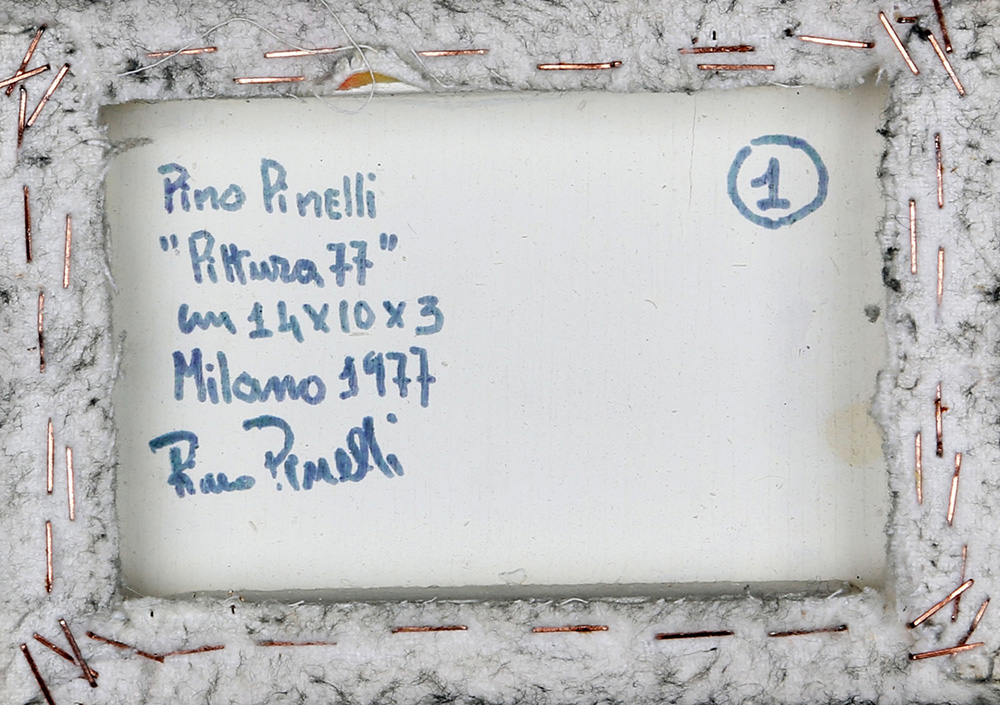 Pino Pinelli
"Pittura 77"
cm 14x10x3
Milano 1977
Pino Pinelli
1